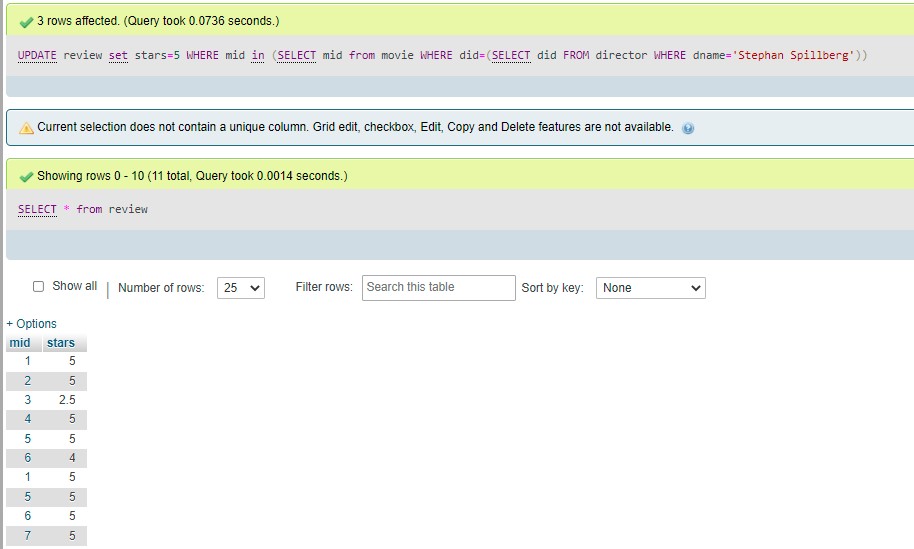 3 rows affected. (Query took 0.0736 seconds.)
UPDATE review set stars=5 WHERE mid in (SELECT mid from movie WHERE did=(SELECT did FROM director WHERE dname='Stephan Spillberg'))
Current selection does not contain a unique column. Grid edit, checkbox, Edit, Copy and Delete features are not available.
Showing rows 0 - 10 (11 total, Query took 0.0014 seconds.)
SELECT * from review
Show all | Number of rows: 25 Filter rows: Search this table Sort by key: None
+ Options
mid stars
1 5
2 5
3 2.5
4 5
5 5
6 4
1 5
5 5
6 5
7 5